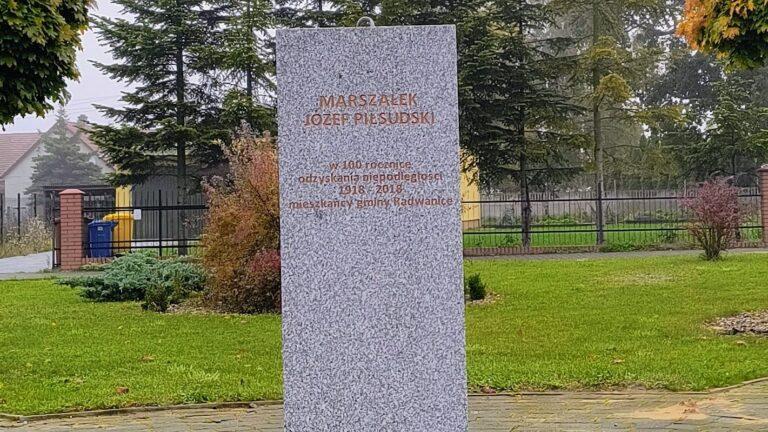 MARSZAŁEK
JÓZEF PIŁSUDSKI
w 100 rocznicę
odzyskania niepodległości
1918 - 2018
mieszkańcy gminy Radwanice